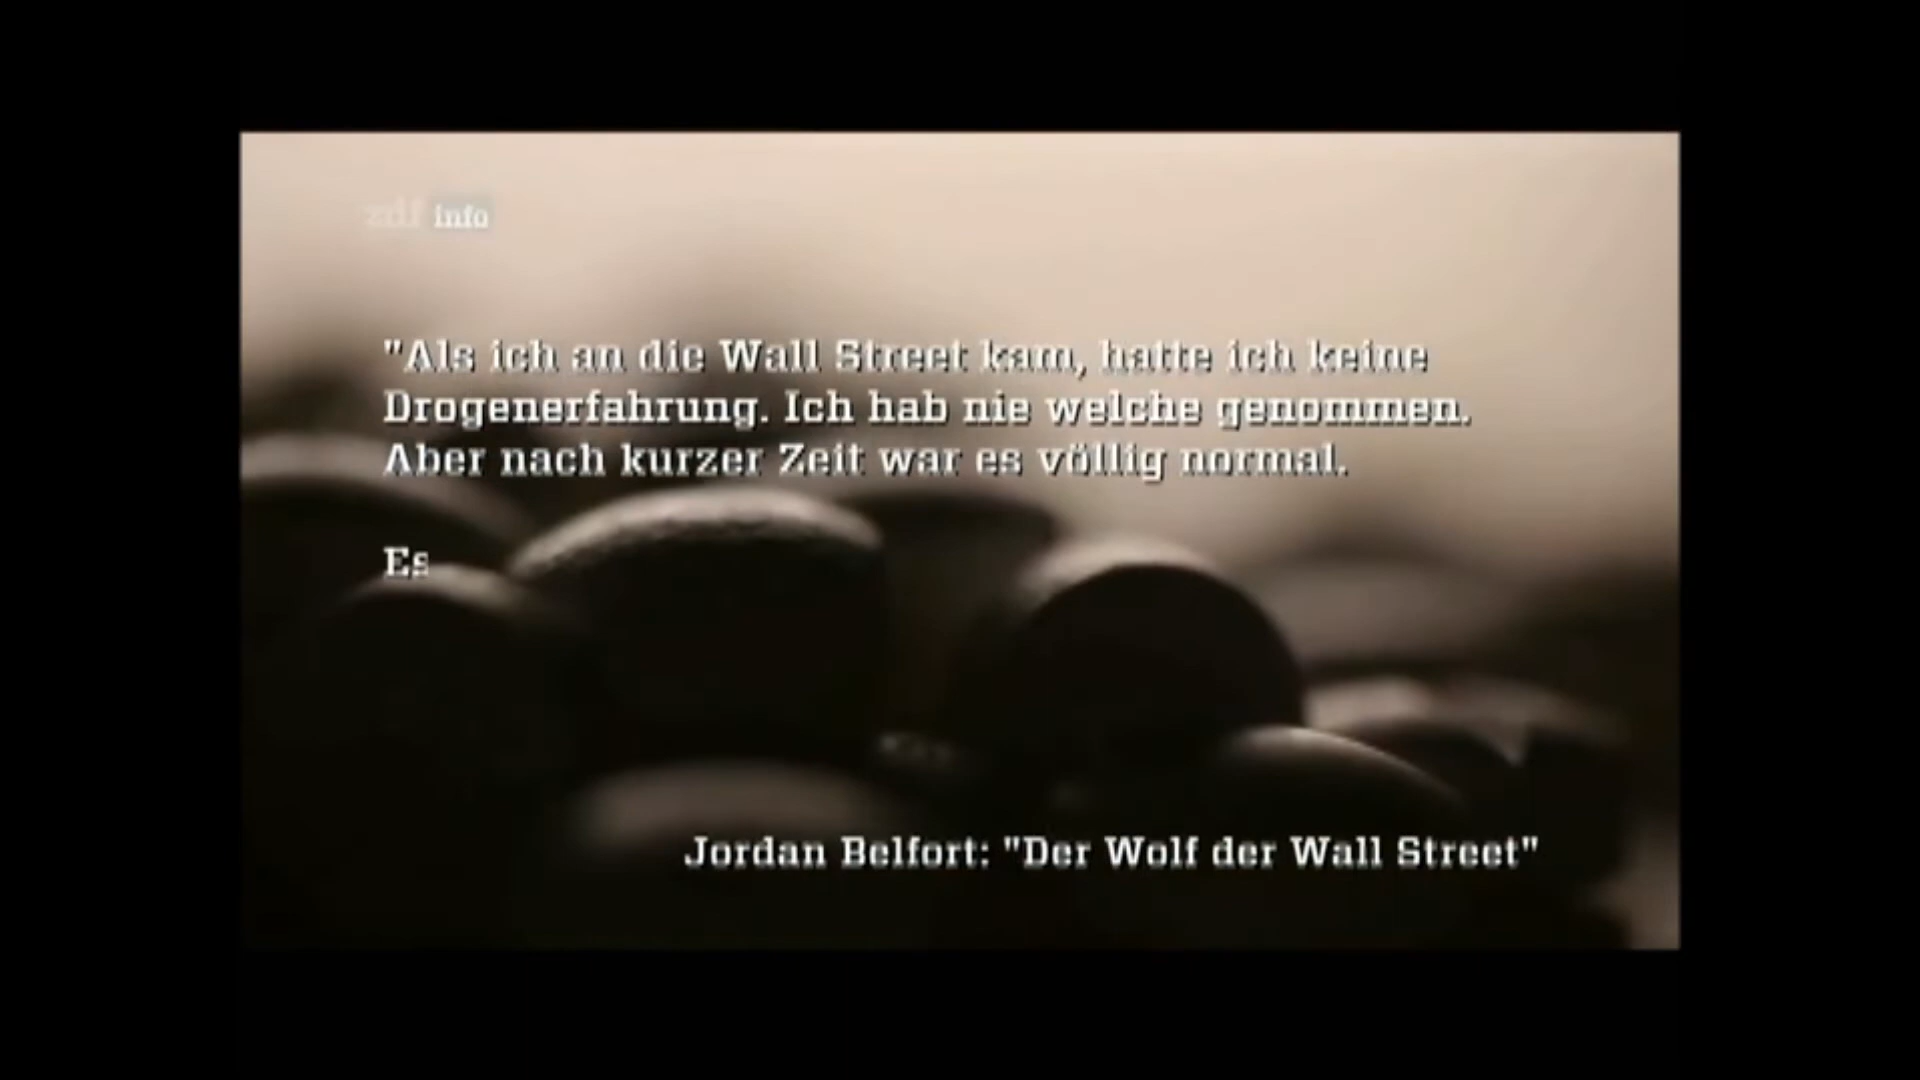 zdf info
"Als ich an die Wall Street kam, hatte ich keine
Drogenerfahrung. Ich hab nie welche genommen.
Aber nach kurzer Zeit war es völlig normal.
Es
Jordan Belfort: "Der Wolf der Wall Street"